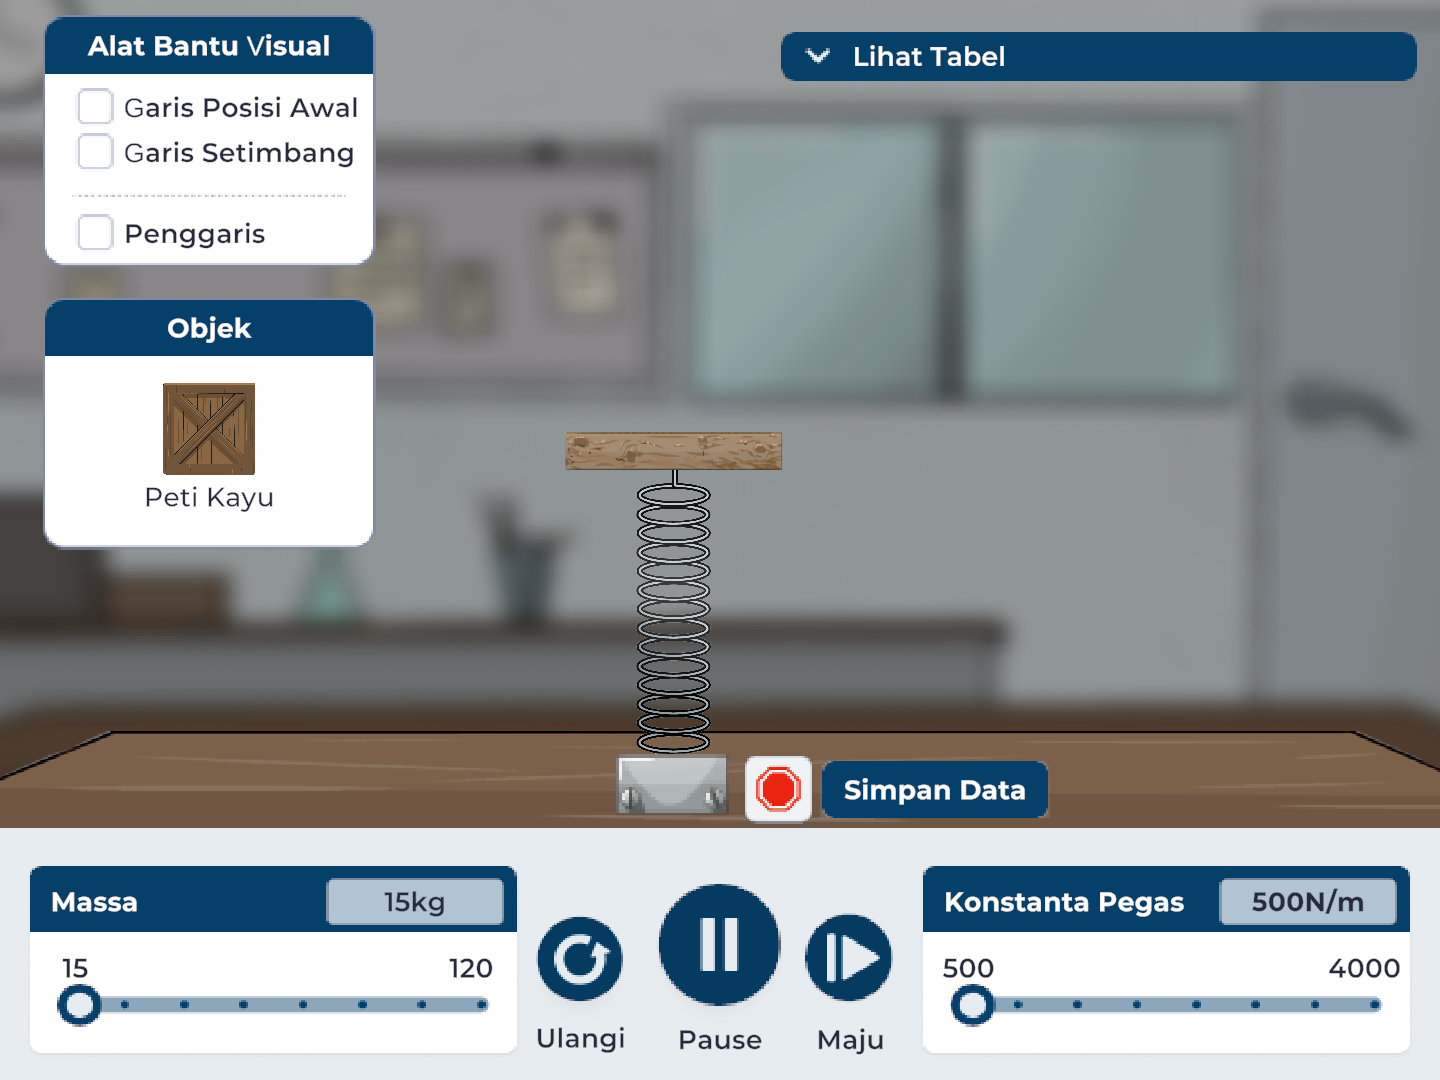 Alat Bantu Visual
Garis Posisi Awal
Garis Setimbang
Penggaris
Objek
Peti Kayu
Lihat Tabel
Simpan Data
Massa
15kg
15
120
Ulangi
Pause
Maju
Konstanta Pegas
500N/m
500
4000